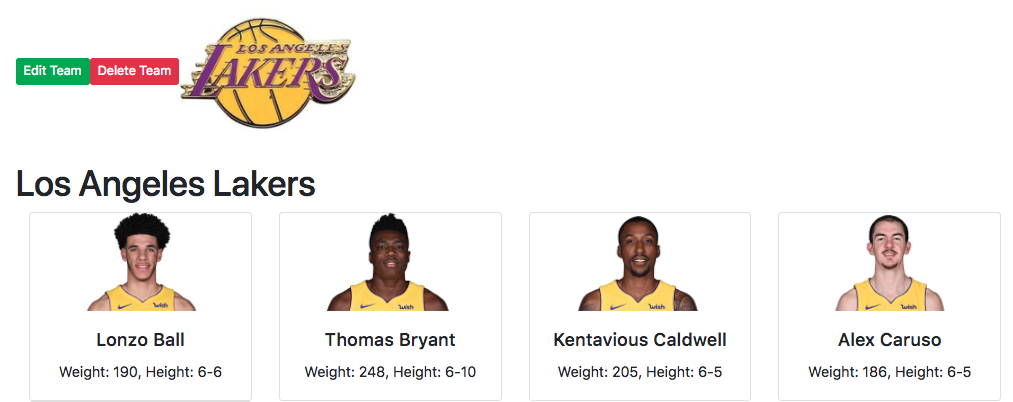 Edit Team Delete Team
LOS ANGELES
LAKERS
Los Angeles Lakers
wish wish wish wish
Lonzo Ball Thomas Bryant Kentavious Caldwell Alex Caruso
Weight: 190, Height: 6-6 Weight: 248, Height: 6-10 Weight: 205, Height: 6-5 Weight: 186, Height: 6-5